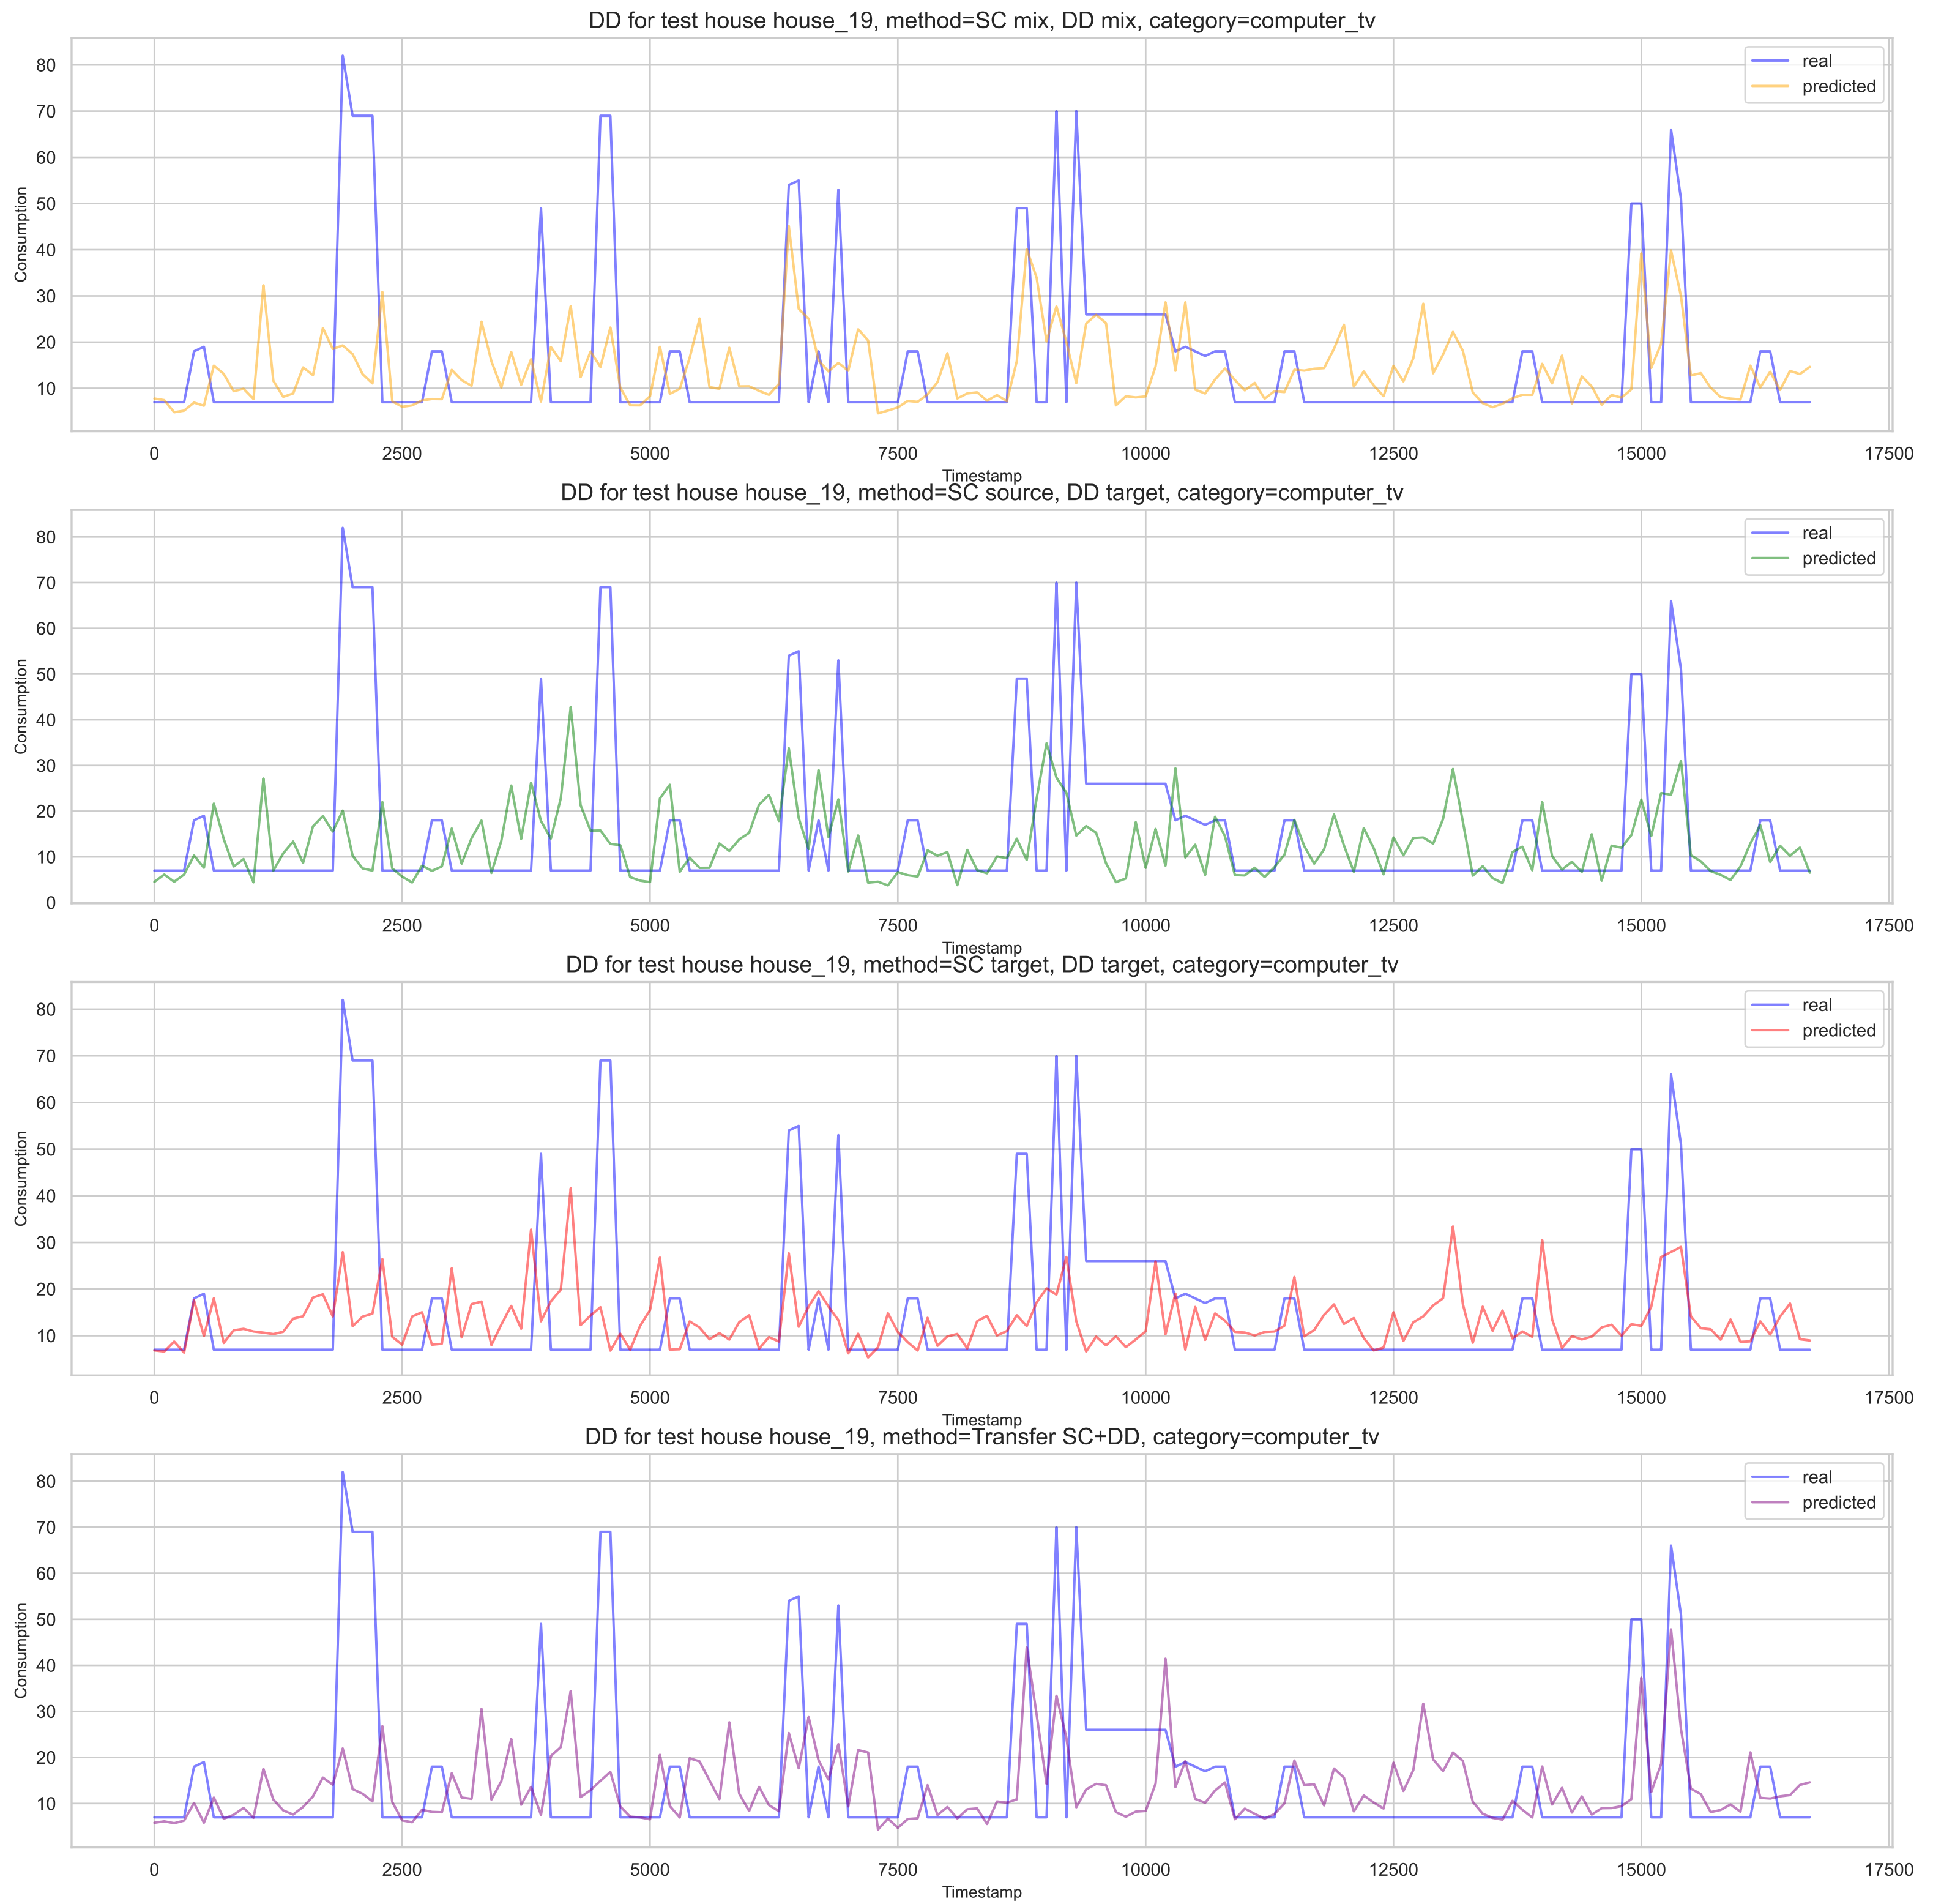 DD for test house house_19, method=SC mix, DD mix, category=computer_tv
real
predicted
Consumption
80
70
60
50
40
30
20
10
0 2500 5000 7500 10000 12500 15000 17500
Timestamp
DD for test house house_19, method=SC source, DD target, category=computer_tv
real
predicted
Consumption
80
70
60
50
40
30
20
10
0
0 2500 5000 7500 10000 12500 15000 17500
Timestamp
DD for test house house_19, method=SC target, DD target, category=computer_tv
real
predicted
Consumption
80
70
60
50
40
30
20
10
0 2500 5000 7500 10000 12500 15000 17500
Timestamp
DD for test house house_19, method=Transfer SC+DD, category=computer_tv
real
predicted
Consumption
80
70
60
50
40
30
20
10
0 2500 5000 7500 10000 12500 15000 17500
Timestamp